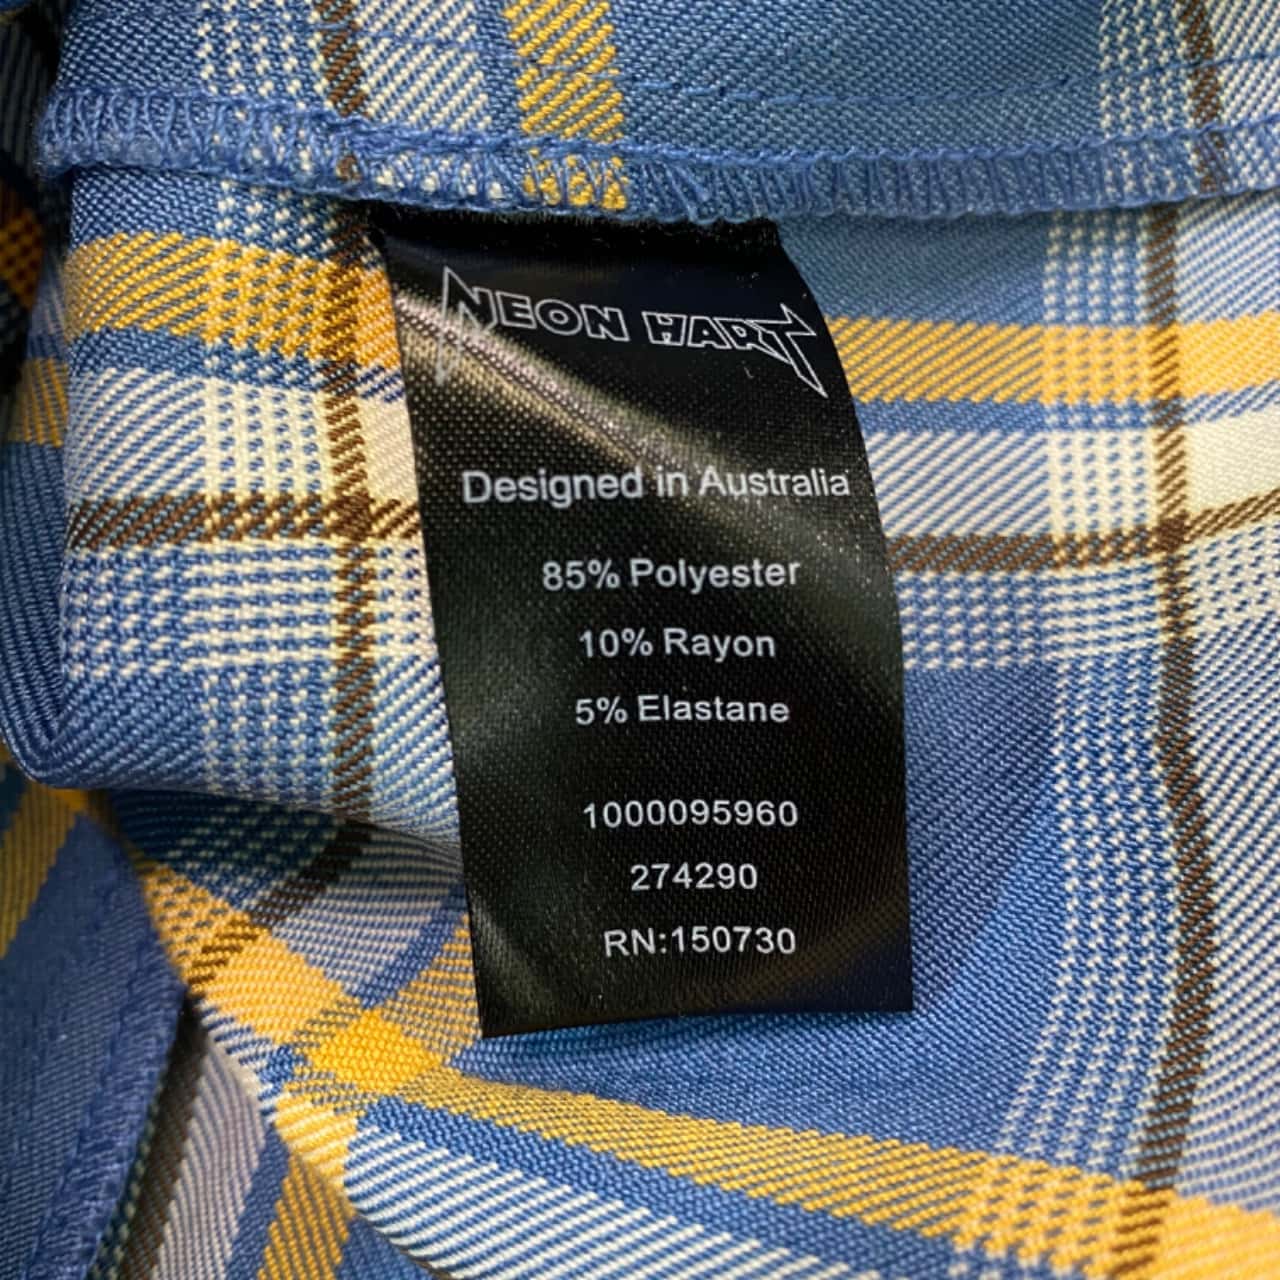 NEON HART
Designed in Australia
85% Polyester
10% Rayon
5% Elastane
1000095960
274290
RN:150730